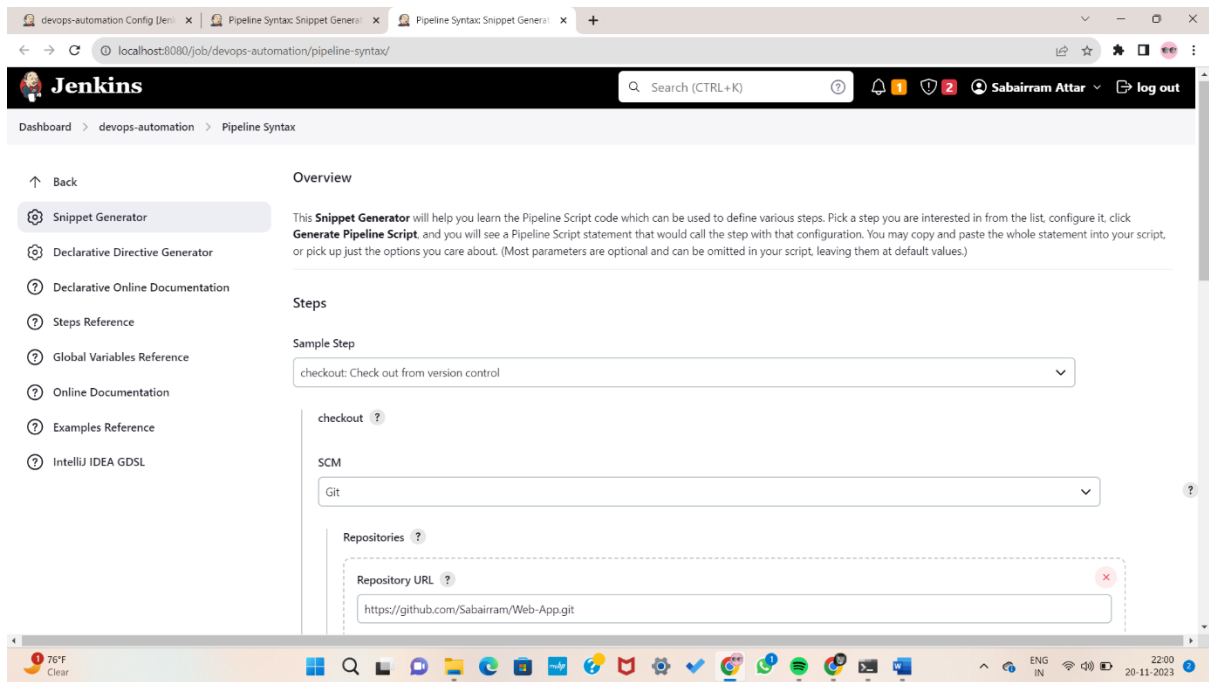 devops-automation Config [Jen
Pipeline Syntax: Snippet Generat
Pipeline Syntax: Snippet Generat
localhost:8080/job/devops-automation/pipeline-syntax/
Jenkins
Search (CTRL+K)
?
1
2
Sabairram Attar
log out
Dashboard > devops-automation > Pipeline Syntax
Back
Snippet Generator
Declarative Directive Generator
Declarative Online Documentation
Steps Reference
Global Variables Reference
Online Documentation
Examples Reference
IntelliJ IDEA GDSL
Overview
This Snippet Generator will help you learn the Pipeline Script code which can be used to define various steps. Pick a step you are interested in from the list, configure it, click
Generate Pipeline Script, and you will see a Pipeline Script statement that would call the step with that configuration. You may copy and paste the whole statement into your script,
or pick up just the options you care about. (Most parameters are optional and can be omitted in your script, leaving them at default values.)
Steps
Sample Step
checkout: Check out from version control
checkout ?
SCM
Git
?
Repositories ?
Repository URL ?
https://github.com/Sabairram/Web-App.git
1
76°F
Clear
mdp
ENG
IN
22:00
20-11-2023
2